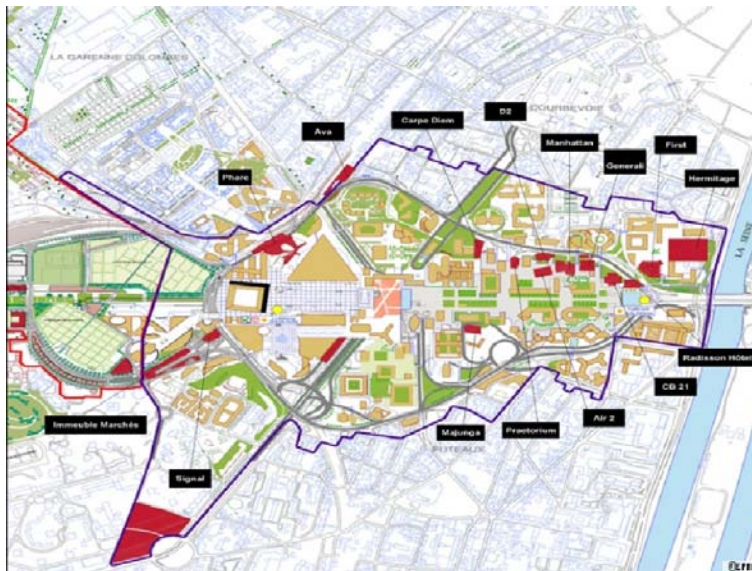 LA GARENNE COLOMBES
COURBEVOIE
D2
Carpe Diem
Ava
Manhattan
First
Generali
Phare
Hermitage
LA SEINE
Radisson Hôtel
CB 21
Air 2
Immeuble Marchés
Majunga
Praetorium
PUTEAUX
Signal